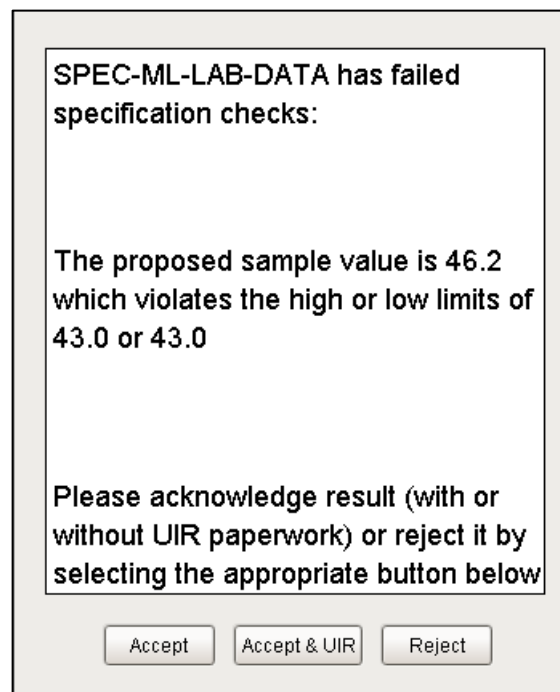 SPEC-ML-LAB-DATA has failed
specification checks:
The proposed sample value is 46.2
which violates the high or low limits of
43.0 or 43.0
Please acknowledge result (with or
without UIR paperwork) or reject it by
selecting the appropriate button below
Accept
Accept & UIR
Reject